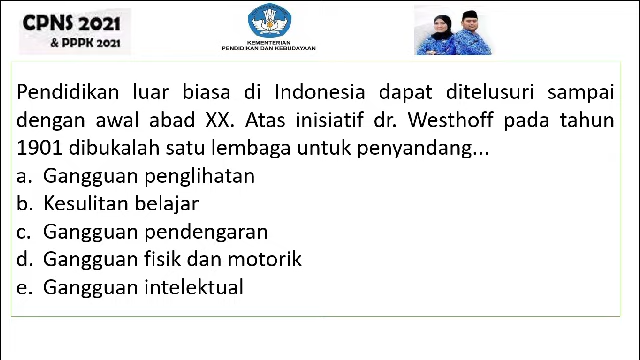 CPNS 2021
& PPPK 2021
KEMENTERIAN
PENDIDIKAN DAN KEBUDAYAAN
Pendidikan luar biasa di Indonesia dapat ditelusuri sampai
dengan awal abad XX. Atas inisiatif dr. Westhoff pada tahun
1901 dibukalah satu lembaga untuk penyandang...
a. Gangguan penglihatan
b. Kesulitan belajar
c. Gangguan pendengaran
d. Gangguan fisik dan motorik
e. Gangguan intelektual